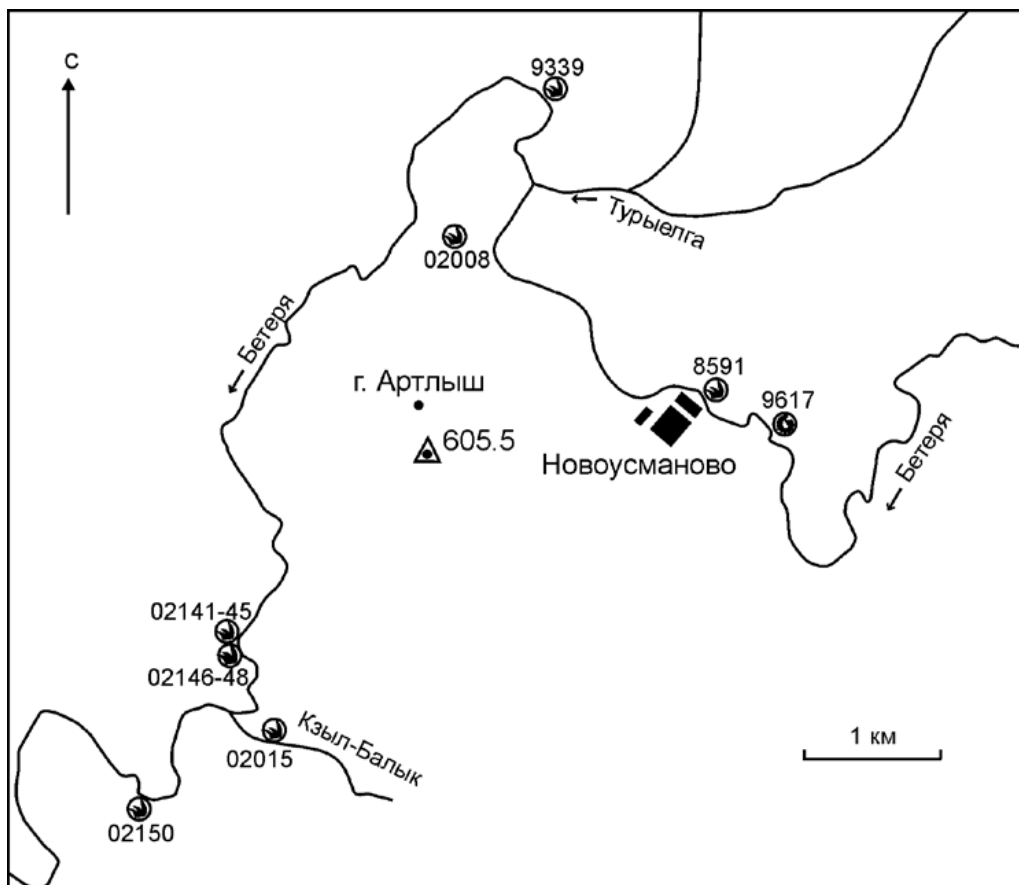 С
9339
Турыелга
02008
Бетеря
г. Артлыш
8591
9617
605.5
Новоусманово
Бетеря
02141-45
02146-48
Кзыл-Балык
02015
1 км
02150